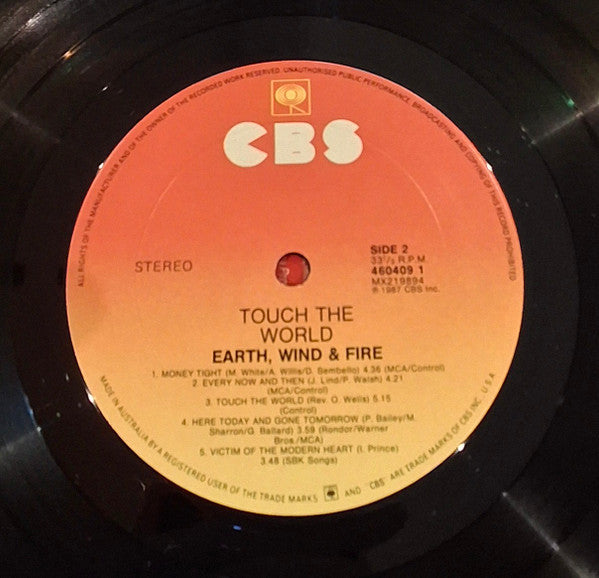 ALL RIGHTS OF THE MANUFACTURER AND OF THE OWNER OF THE RECORDED WORK RESERVED. UNAUTHORISED PUBLIC PERFORMANCE, BROADCASTING AND COPYING OF THIS RECORD PROHIBITED
CBS
STEREO
SIDE 2
33⅓ R.P.M.
460409 1
MX219894
℗ 1987 CBS Inc.
TOUCH THE
WORLD
EARTH, WIND & FIRE
1. MONEY TIGHT (M. White/A. Willis/D. Sembello) 4.36 (MCA/Control)
2. EVERY NOW AND THEN (J. Lind/P. Walsh) 4.21
(MCA/Control)
3. TOUCH THE WORLD (Rev. O. Wells) 5.15
(Control)
4. HERE TODAY AND GONE TOMORROW (P. Bailey/M.
Sharron/G. Ballard) 3.59 (Rondor/Warner
Bros./MCA)
5. VICTIM OF THE MODERN HEART (I. Prince)
3.48 (SBK Songs)
MADE IN AUSTRALIA BY A REGISTERED USER OF THE TRADE MARKS AND "CBS" ARE TRADE MARKS OF CBS INC. U.S.A.